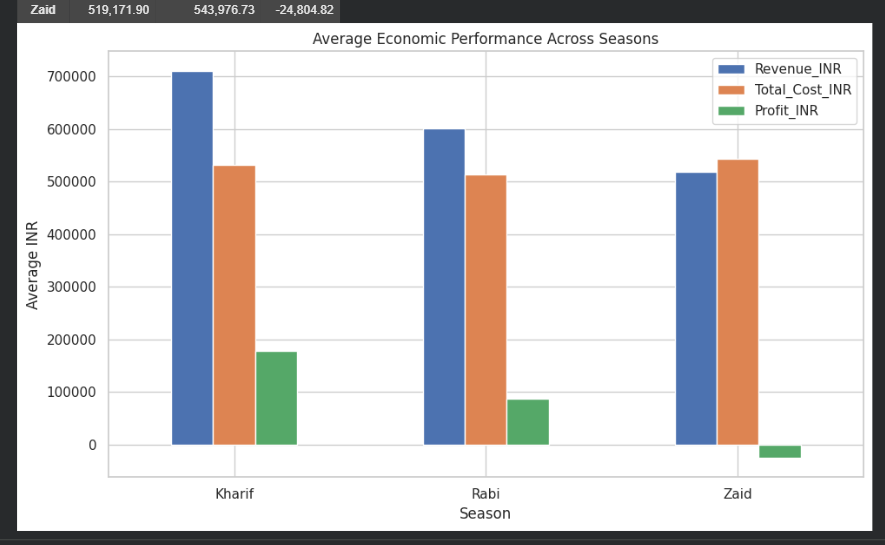 Zaid 519,171.90 543,976.73 -24,804.82
Average Economic Performance Across Seasons
Revenue_INR
Total_Cost_INR
Profit_INR
700000
600000
500000
400000
300000
200000
100000
0
Average INR
Kharif Rabi Zaid
Season